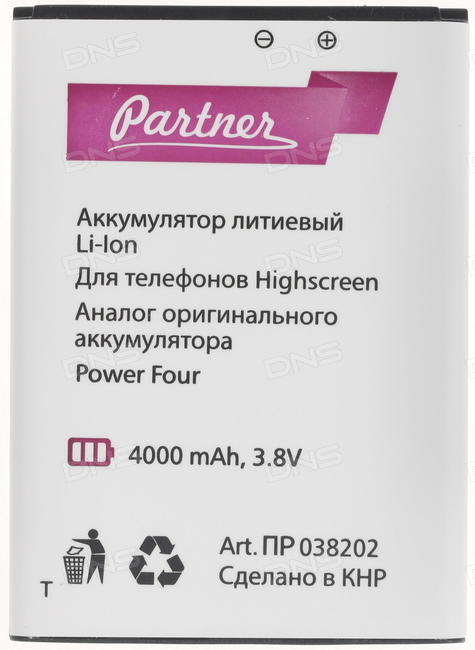 Partner
Аккумулятор литиевый
Li-Ion
Для телефонов Highscreen
Аналог оригинального
аккумулятора
Power Four
4000 mAh, 3.8V
Art. ПР 038202
Сделано в КНР
T
DNS